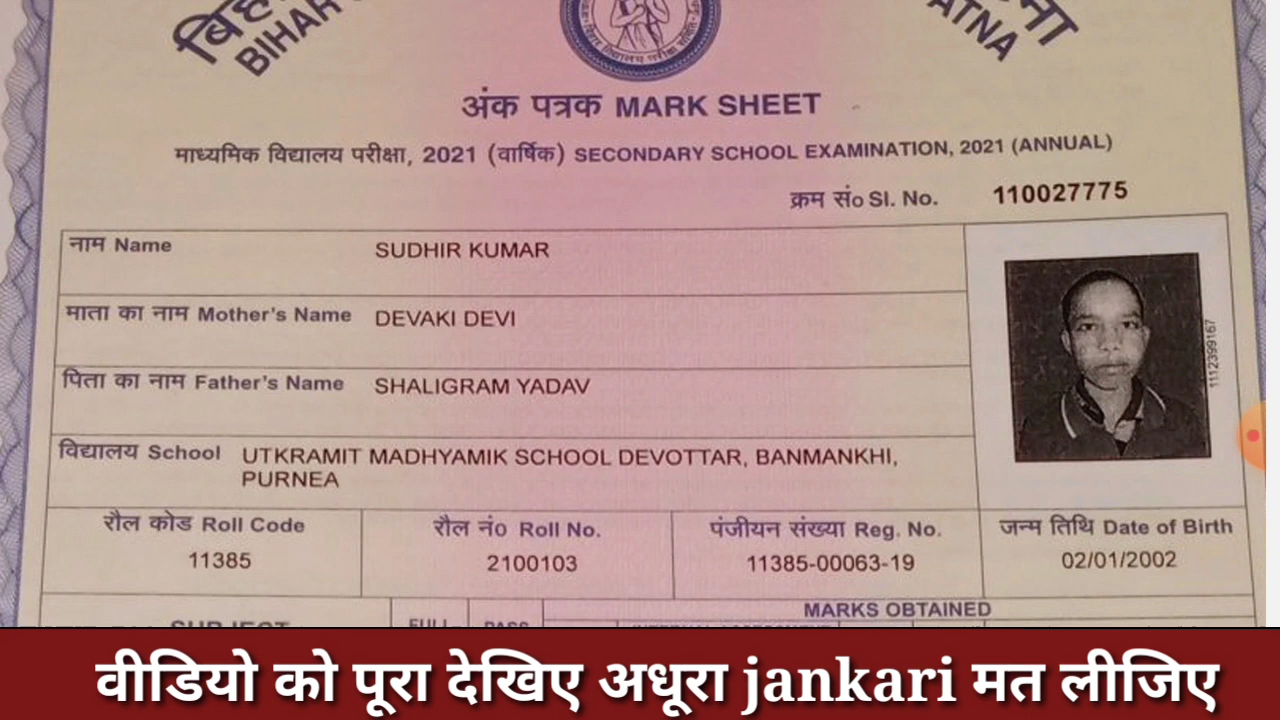 BIHAR
अंक पत्रक MARK SHEET
माध्यमिक विद्यालय परीक्षा, 2021 (वार्षिक) SECONDARY SCHOOL EXAMINATION, 2021 (ANNUAL)
क्रम सं० Sl. No. 110027775
नाम Name SUDHIR KUMAR
माता का नाम Mother's Name DEVAKI DEVI
पिता का नाम Father's Name SHALIGRAM YADAV
1112399167
विद्यालय School UTKRAMIT MADHYAMIK SCHOOL DEVOTTAR, BANMANKHI,
PURNEA
रौल कोड Roll Code रौल नं० Roll No. पंजीयन संख्या Reg. No. जन्म तिथि Date of Birth
11385 2100103 11385-00063-19 02/01/2002
MARKS OBTAINED
वीडियो को पूरा देखिए अधूरा jankari मत लीजिए